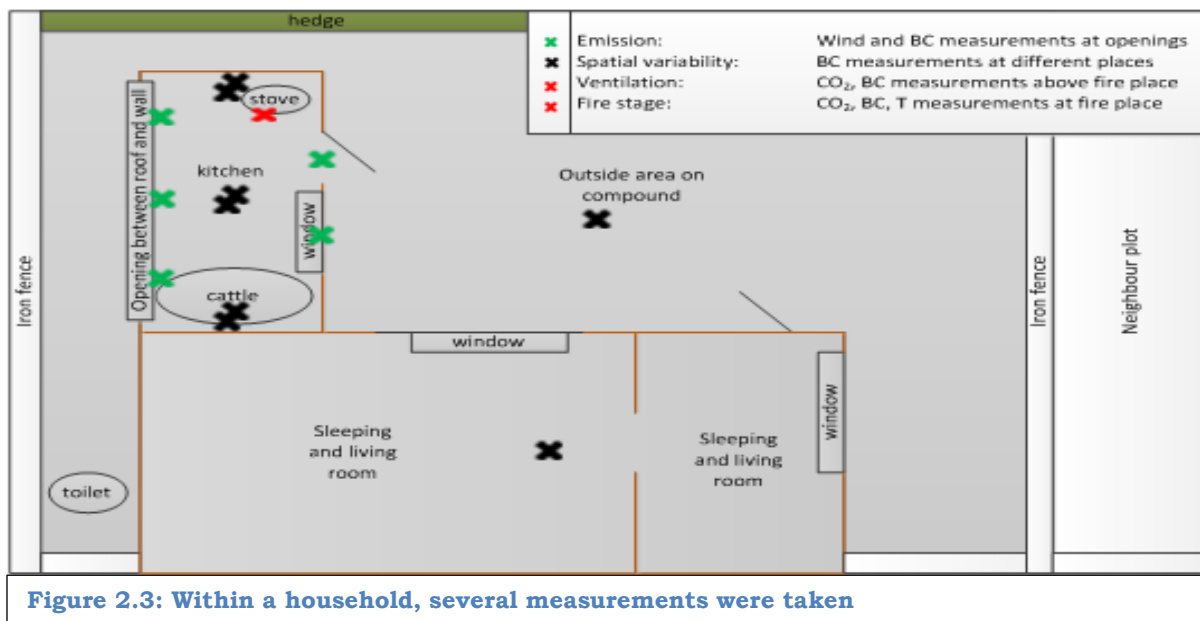 hedge
Emission: Wind and BC measurements at openings
Spatial variability: BC measurements at different places
Ventilation: CO₂, BC measurements above fire place
Fire stage: CO₂, BC, T measurements at fire place
stove
Opening between roof and wall
kitchen
window
Outside area on
compound
cattle
Iron fence
Iron fence
Neighbour plot
window
window
Sleeping
and living
room
Sleeping
and living
room
toilet
Figure 2.3: Within a household, several measurements were taken